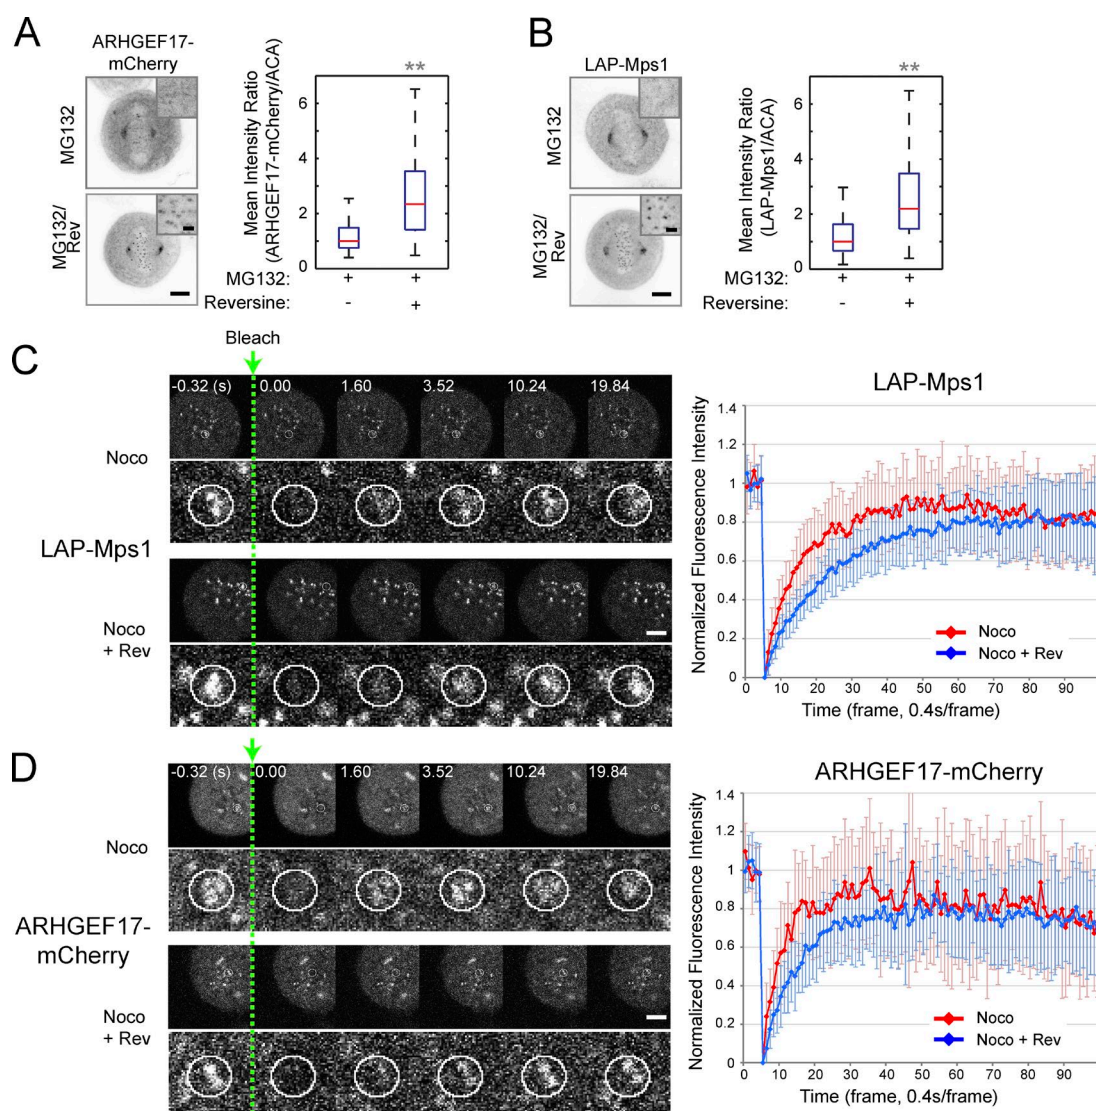 A
ARHGEF17-
mCherry
MG132
MG132/
Rev
Mean Intensity Ratio
(ARHGEF17-mCherry/ACA)
**
6
4
2
0
MG132: + +
Reversine: - +
B
LAP-Mps1
MG132
MG132/
Rev
Mean Intensity Ratio
(LAP-Mps1/ACA)
**
6
4
2
0
MG132: + +
Reversine: - +
Bleach
C
-0.32 (s) 0.00 1.60 3.52 10.24 19.84
Noco
LAP-Mps1
Noco
+ Rev
LAP-Mps1
Normalized Fluorescence Intensity
1.4
1.2
1
0.8
0.6
0.4
0.2
0
Noco
Noco + Rev
0 10 20 30 40 50 60 70 80 90
Time (frame, 0.4s/frame)
D
-0.32 (s) 0.00 1.60 3.52 10.24 19.84
Noco
ARHGEF17-
mCherry
Noco
+ Rev
ARHGEF17-mCherry
Normalized Fluorescence Intensity
1.4
1.2
1
0.8
0.6
0.4
0.2
0
Noco
Noco + Rev
0 10 20 30 40 50 60 70 80 90
Time (frame, 0.4s/frame)